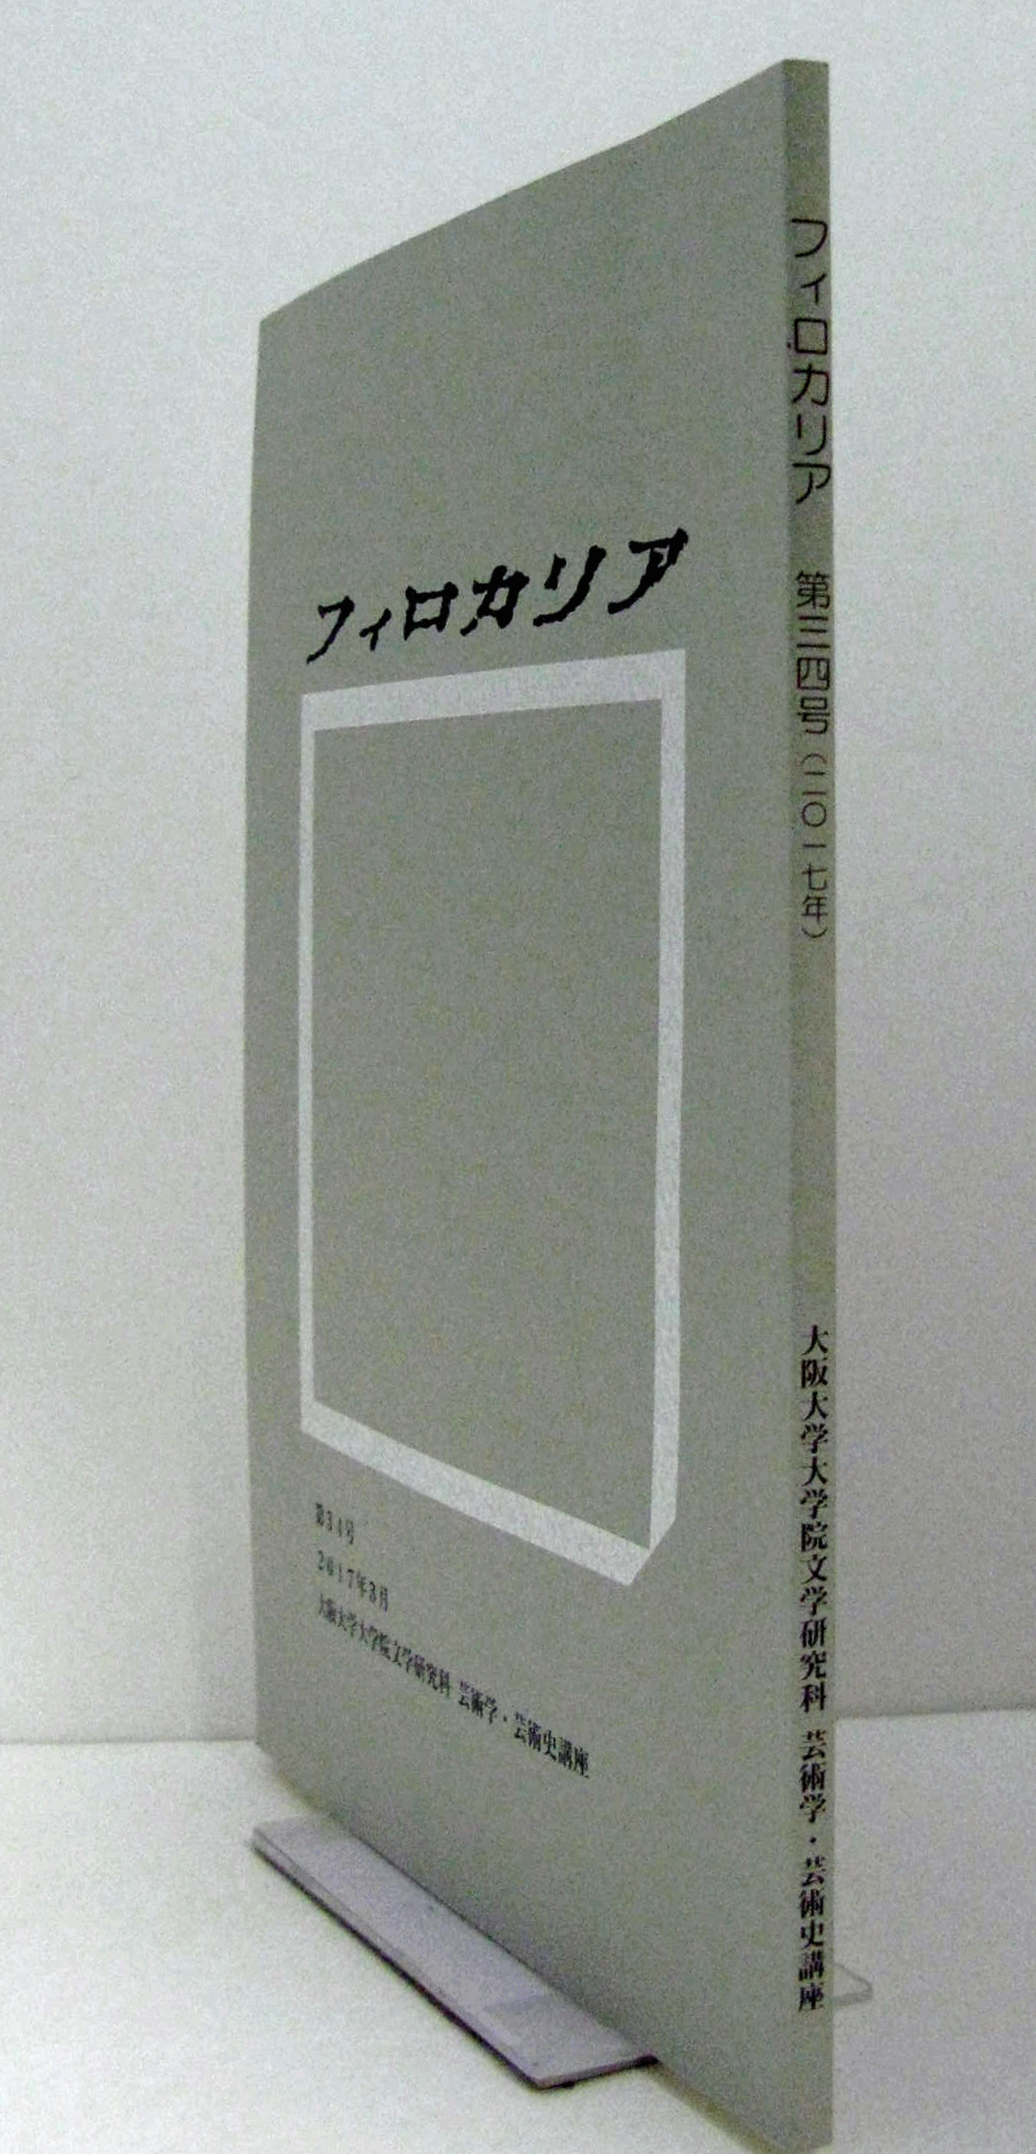 フィロカリア
第34号
2017年3月
大阪大学大学院文学研究科 芸術学・芸術史講座
フィロカリア 第三四号（二〇一七年） 大阪大学大学院文学研究科 芸術学・芸術史講座